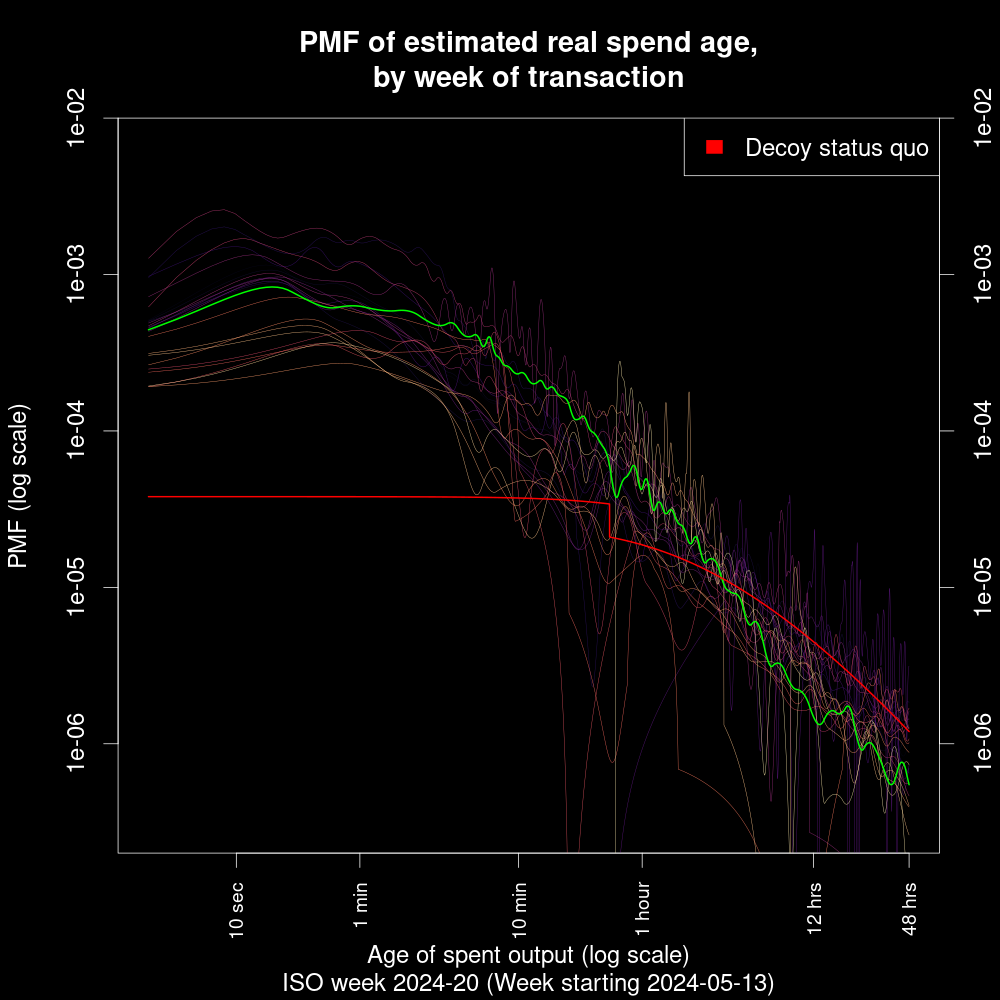 PMF of estimated real spend age,
by week of transaction
Decoy status quo
1e-02
1e-03
1e-04
1e-05
1e-06
1e-02
1e-03
1e-04
1e-05
1e-06
PMF (log scale)
10 sec
1 min
10 min
1 hour
12 hrs
48 hrs
Age of spent output (log scale)
ISO week 2024-20 (Week starting 2024-05-13)